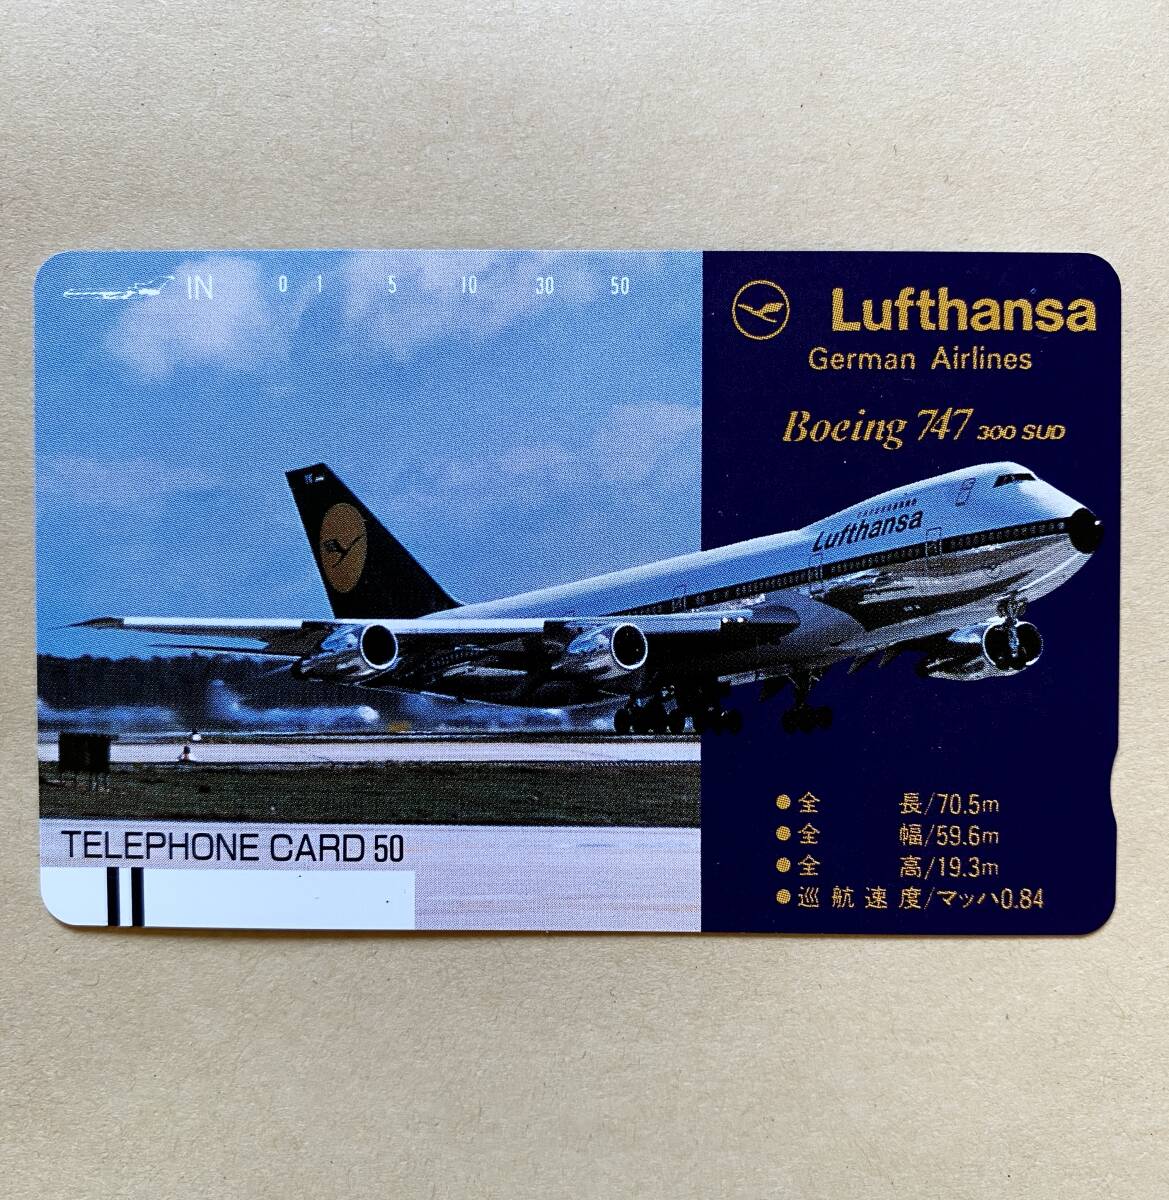 IN 0 1 5 10 30 50
Lufthansa
German Airlines
Boeing 747 300 SUD
Lufthansa
●全　　　長/70.5m
●全　　　幅/59.6m
●全　　　高/19.3m
●巡航速度/マッハ0.84
TELEPHONE CARD 50